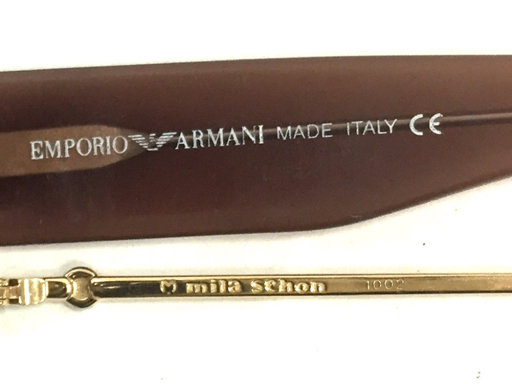 EMPORIO ARMANI MADE ITALY CE
mila schon 1002